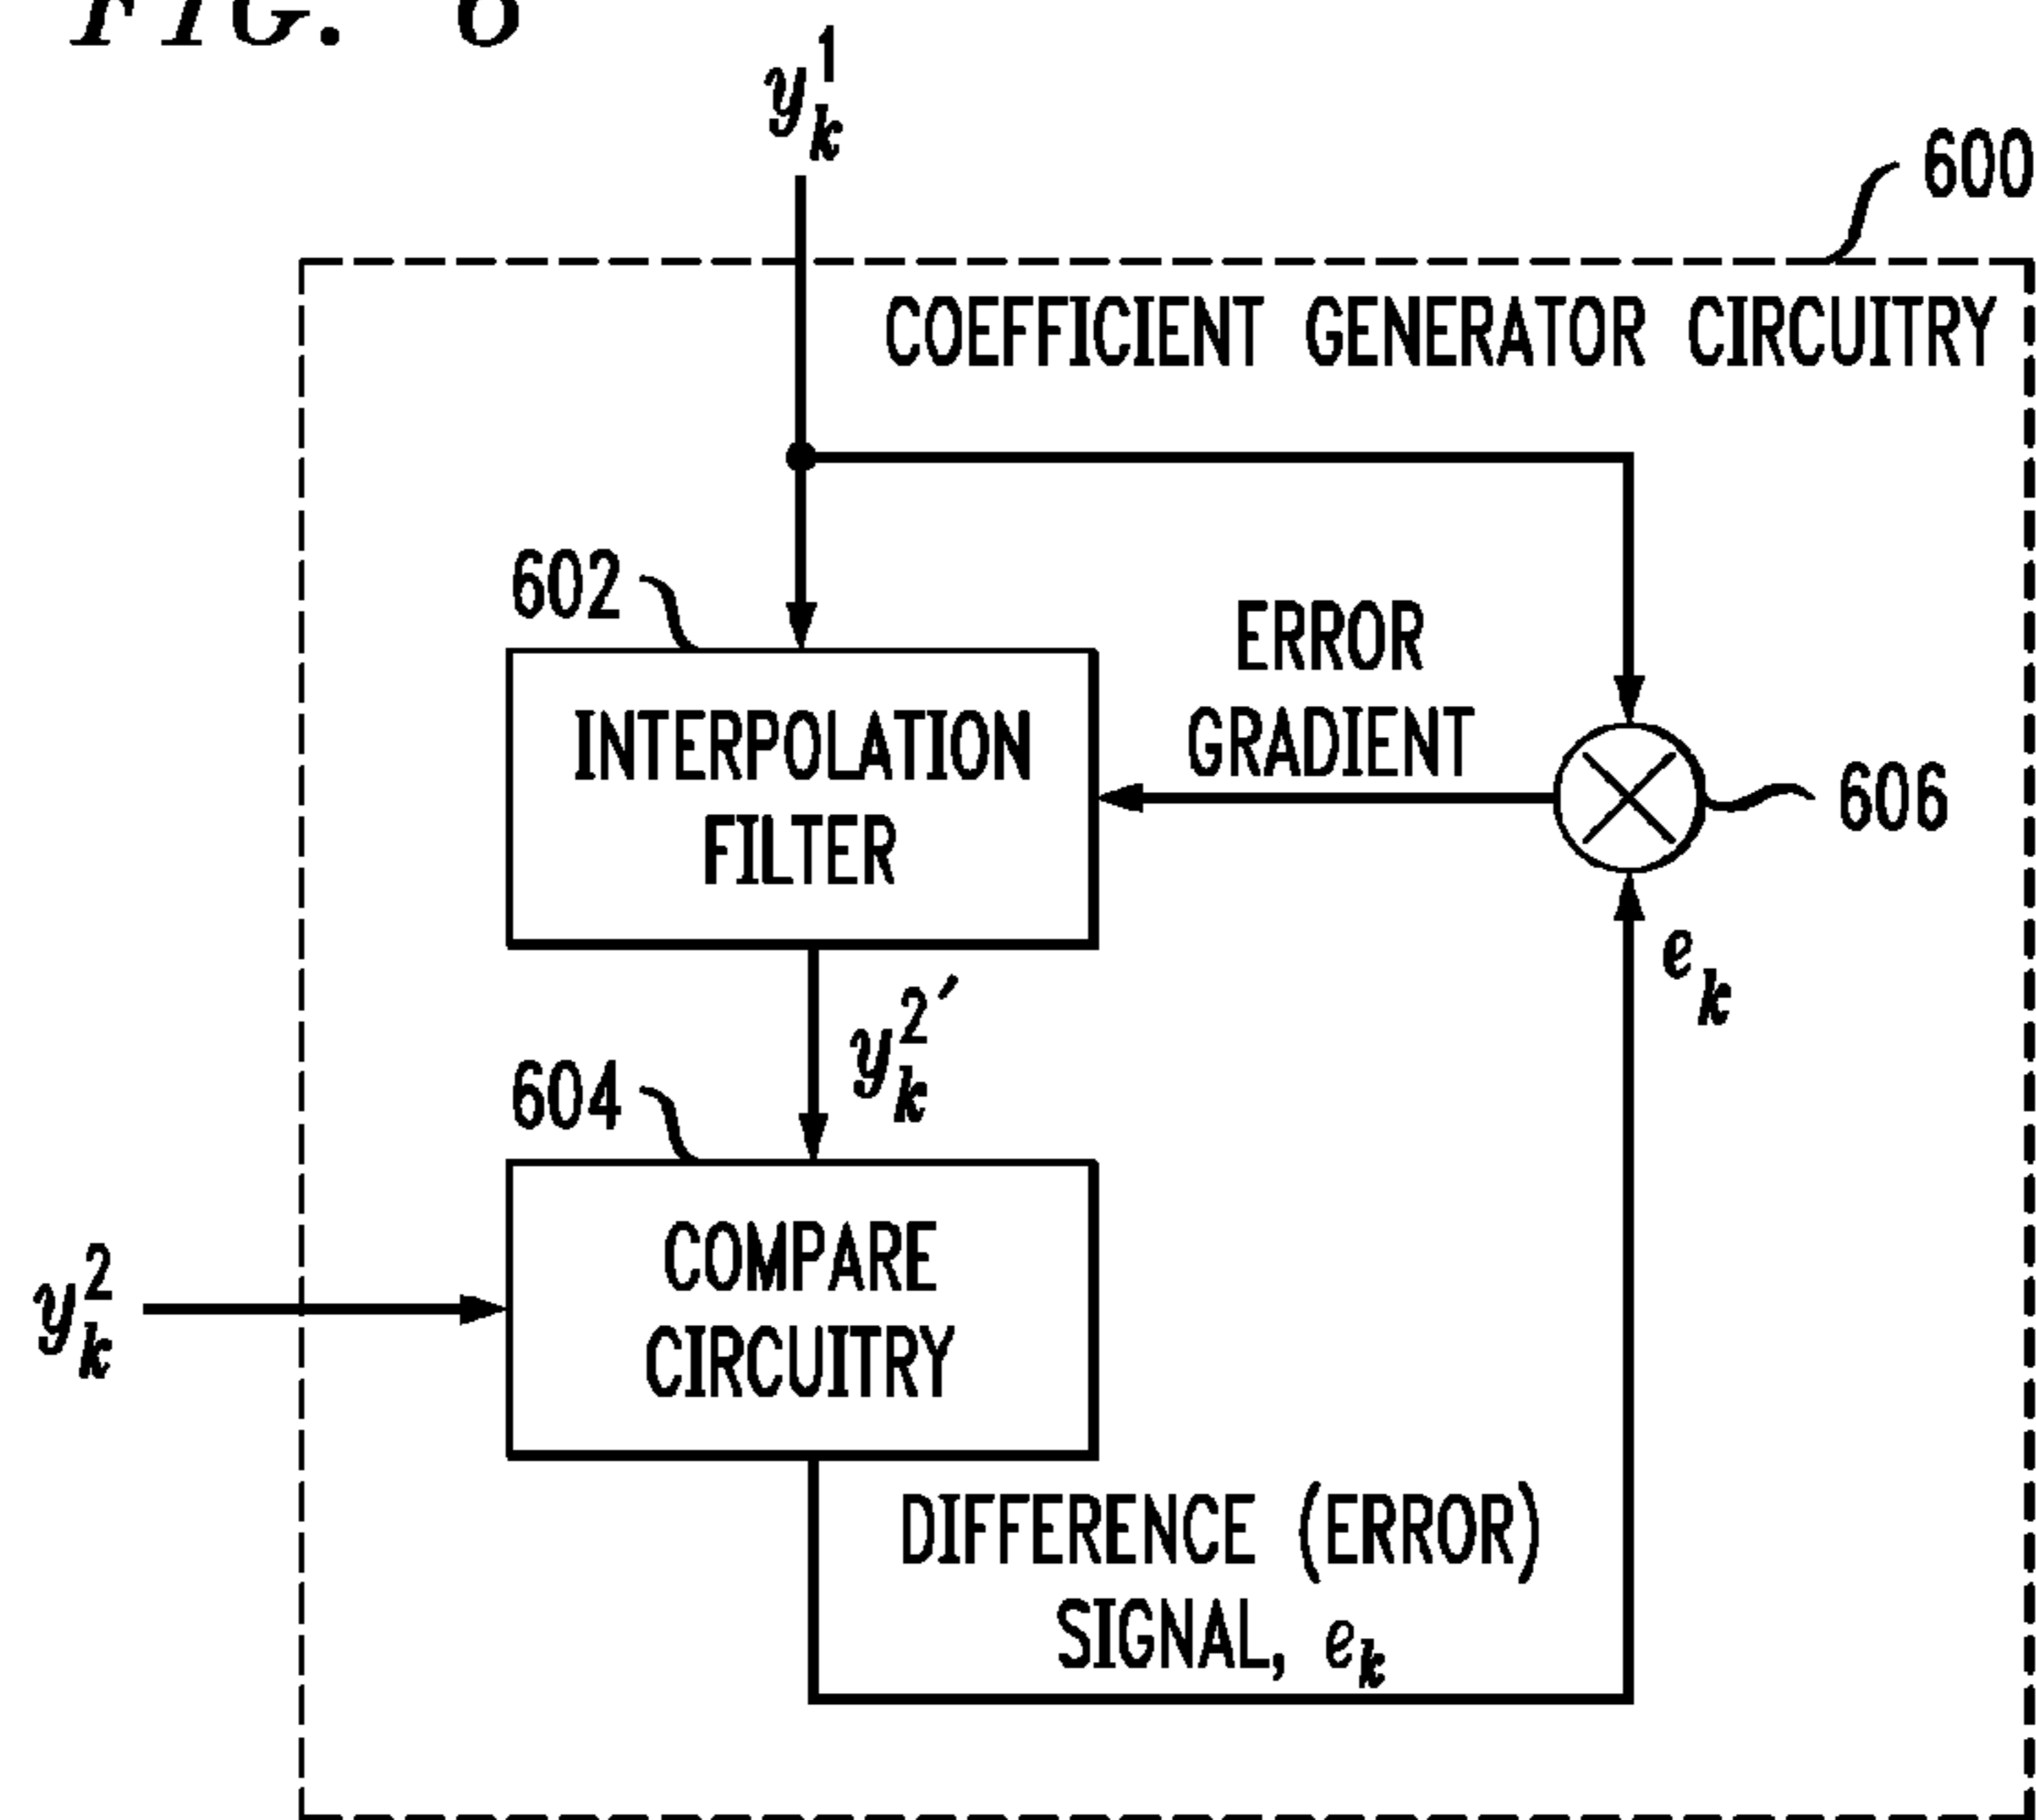 FIG. 6
y_k^1
600
COEFFICIENT GENERATOR CIRCUITRY
602
ERROR
GRADIENT
INTERPOLATION
FILTER
606
e_k
y_k^2′
604
COMPARE
CIRCUITRY
y_k^2
DIFFERENCE (ERROR)
SIGNAL, e_k